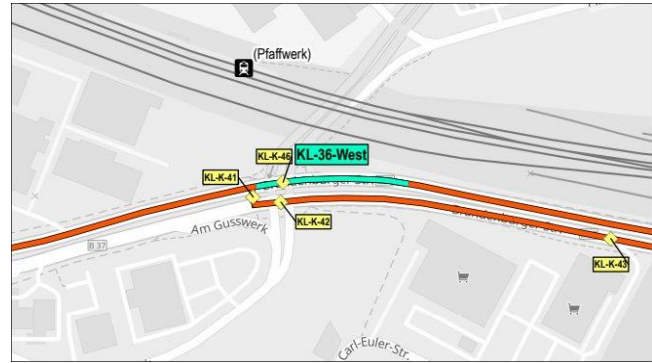 (Pfaffwerk)
KL-K-46
KL-36-West
KL-K-41
KL-K-42
Am Gusswerk
B 37
KL-K-43
Carl-Euler-Str.